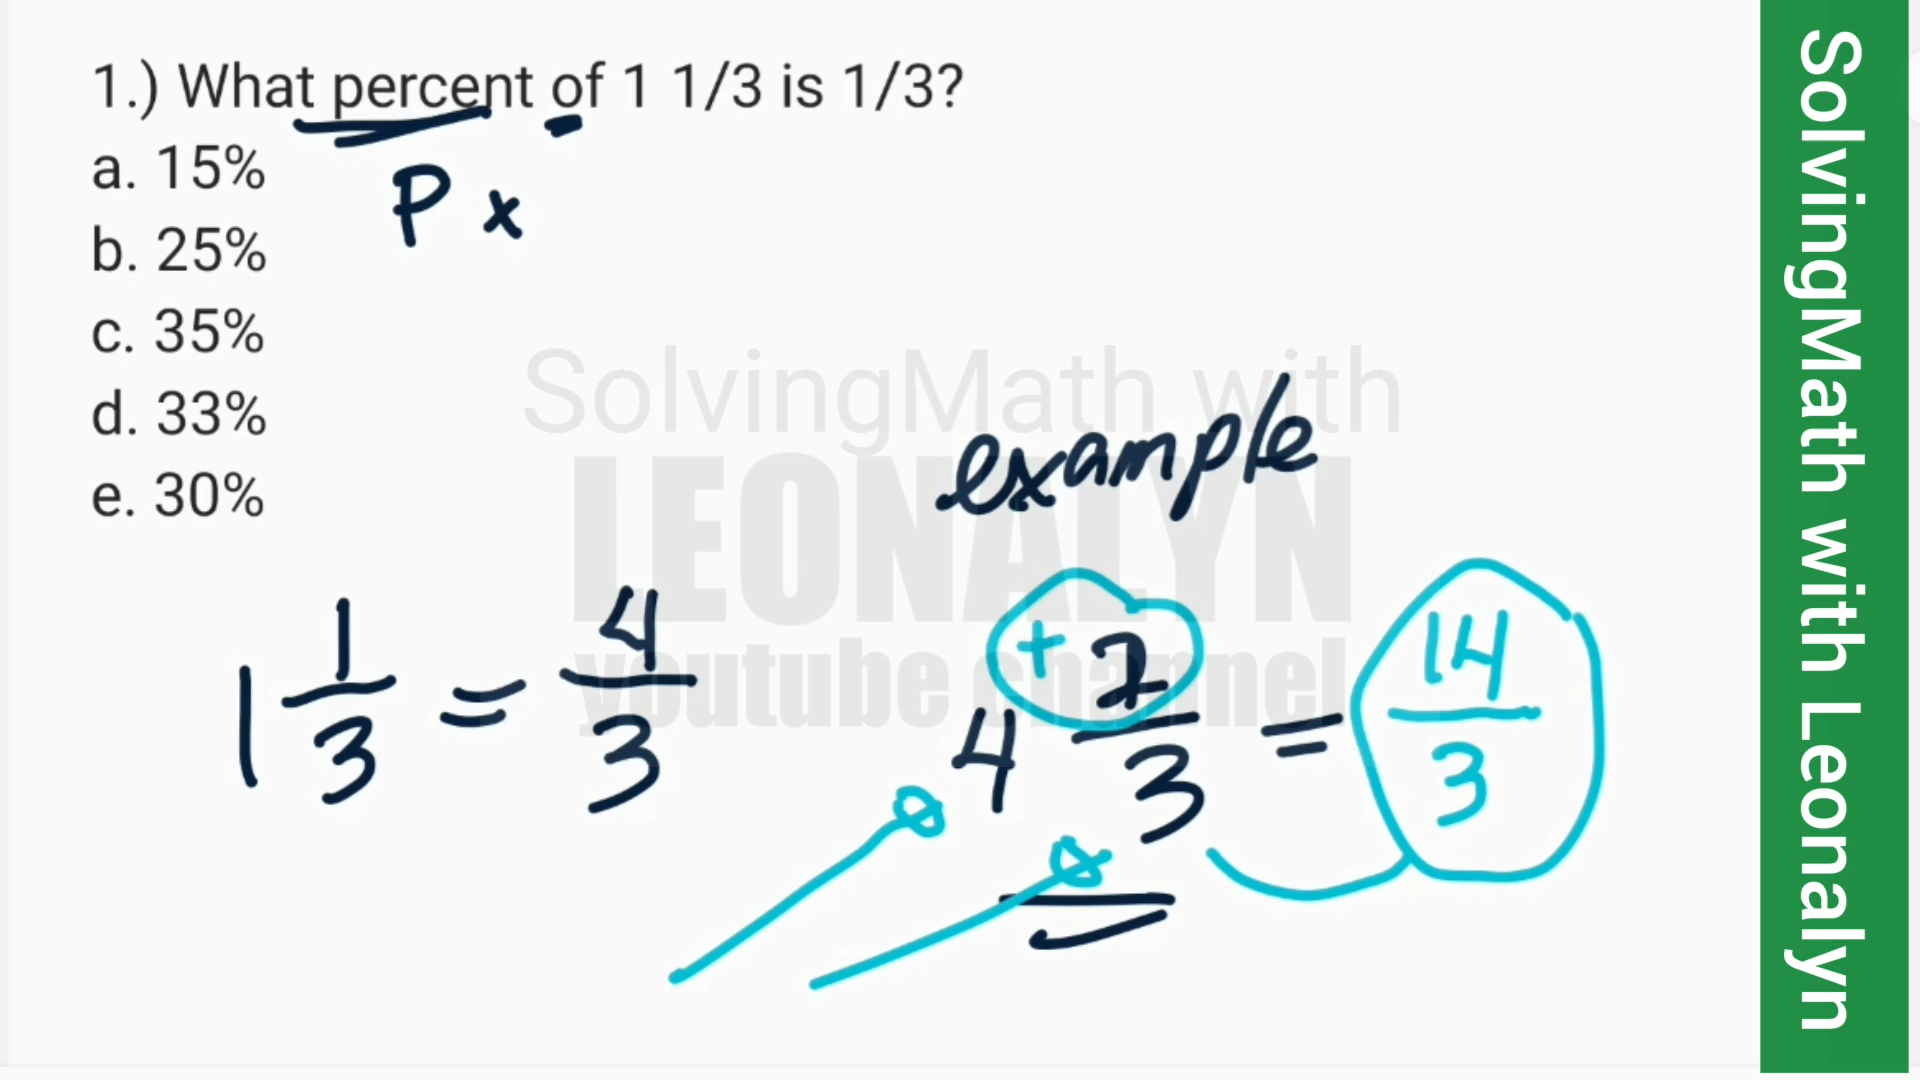 1.) What percent of 1 1/3 is 1/3?
a. 15%
P x
b. 25%
c. 35%
d. 33%
e. 30%
SolvingMath with
LEONALYN
youtube channel
example
1 1/3 = 4/3
4 + 2/3 = 14/3
SolvingMath with Leonalyn